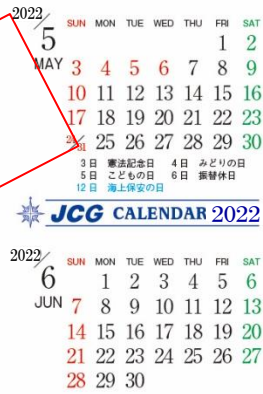 2022
5
MAY
SUN MON TUE WED THU FRI SAT
1 2
3 4 5 6 7 8 9
10 11 12 13 14 15 16
17 18 19 20 21 22 23
24/31 25 26 27 28 29 30
3日 憲法記念日 4日 みどりの日
5日 こどもの日 6日 振替休日
12日 海上保安の日
JCG CALENDAR 2022
2022
6
JUN
SUN MON TUE WED THU FRI SAT
1 2 3 4 5 6
7 8 9 10 11 12 13
14 15 16 17 18 19 20
21 22 23 24 25 26 27
28 29 30